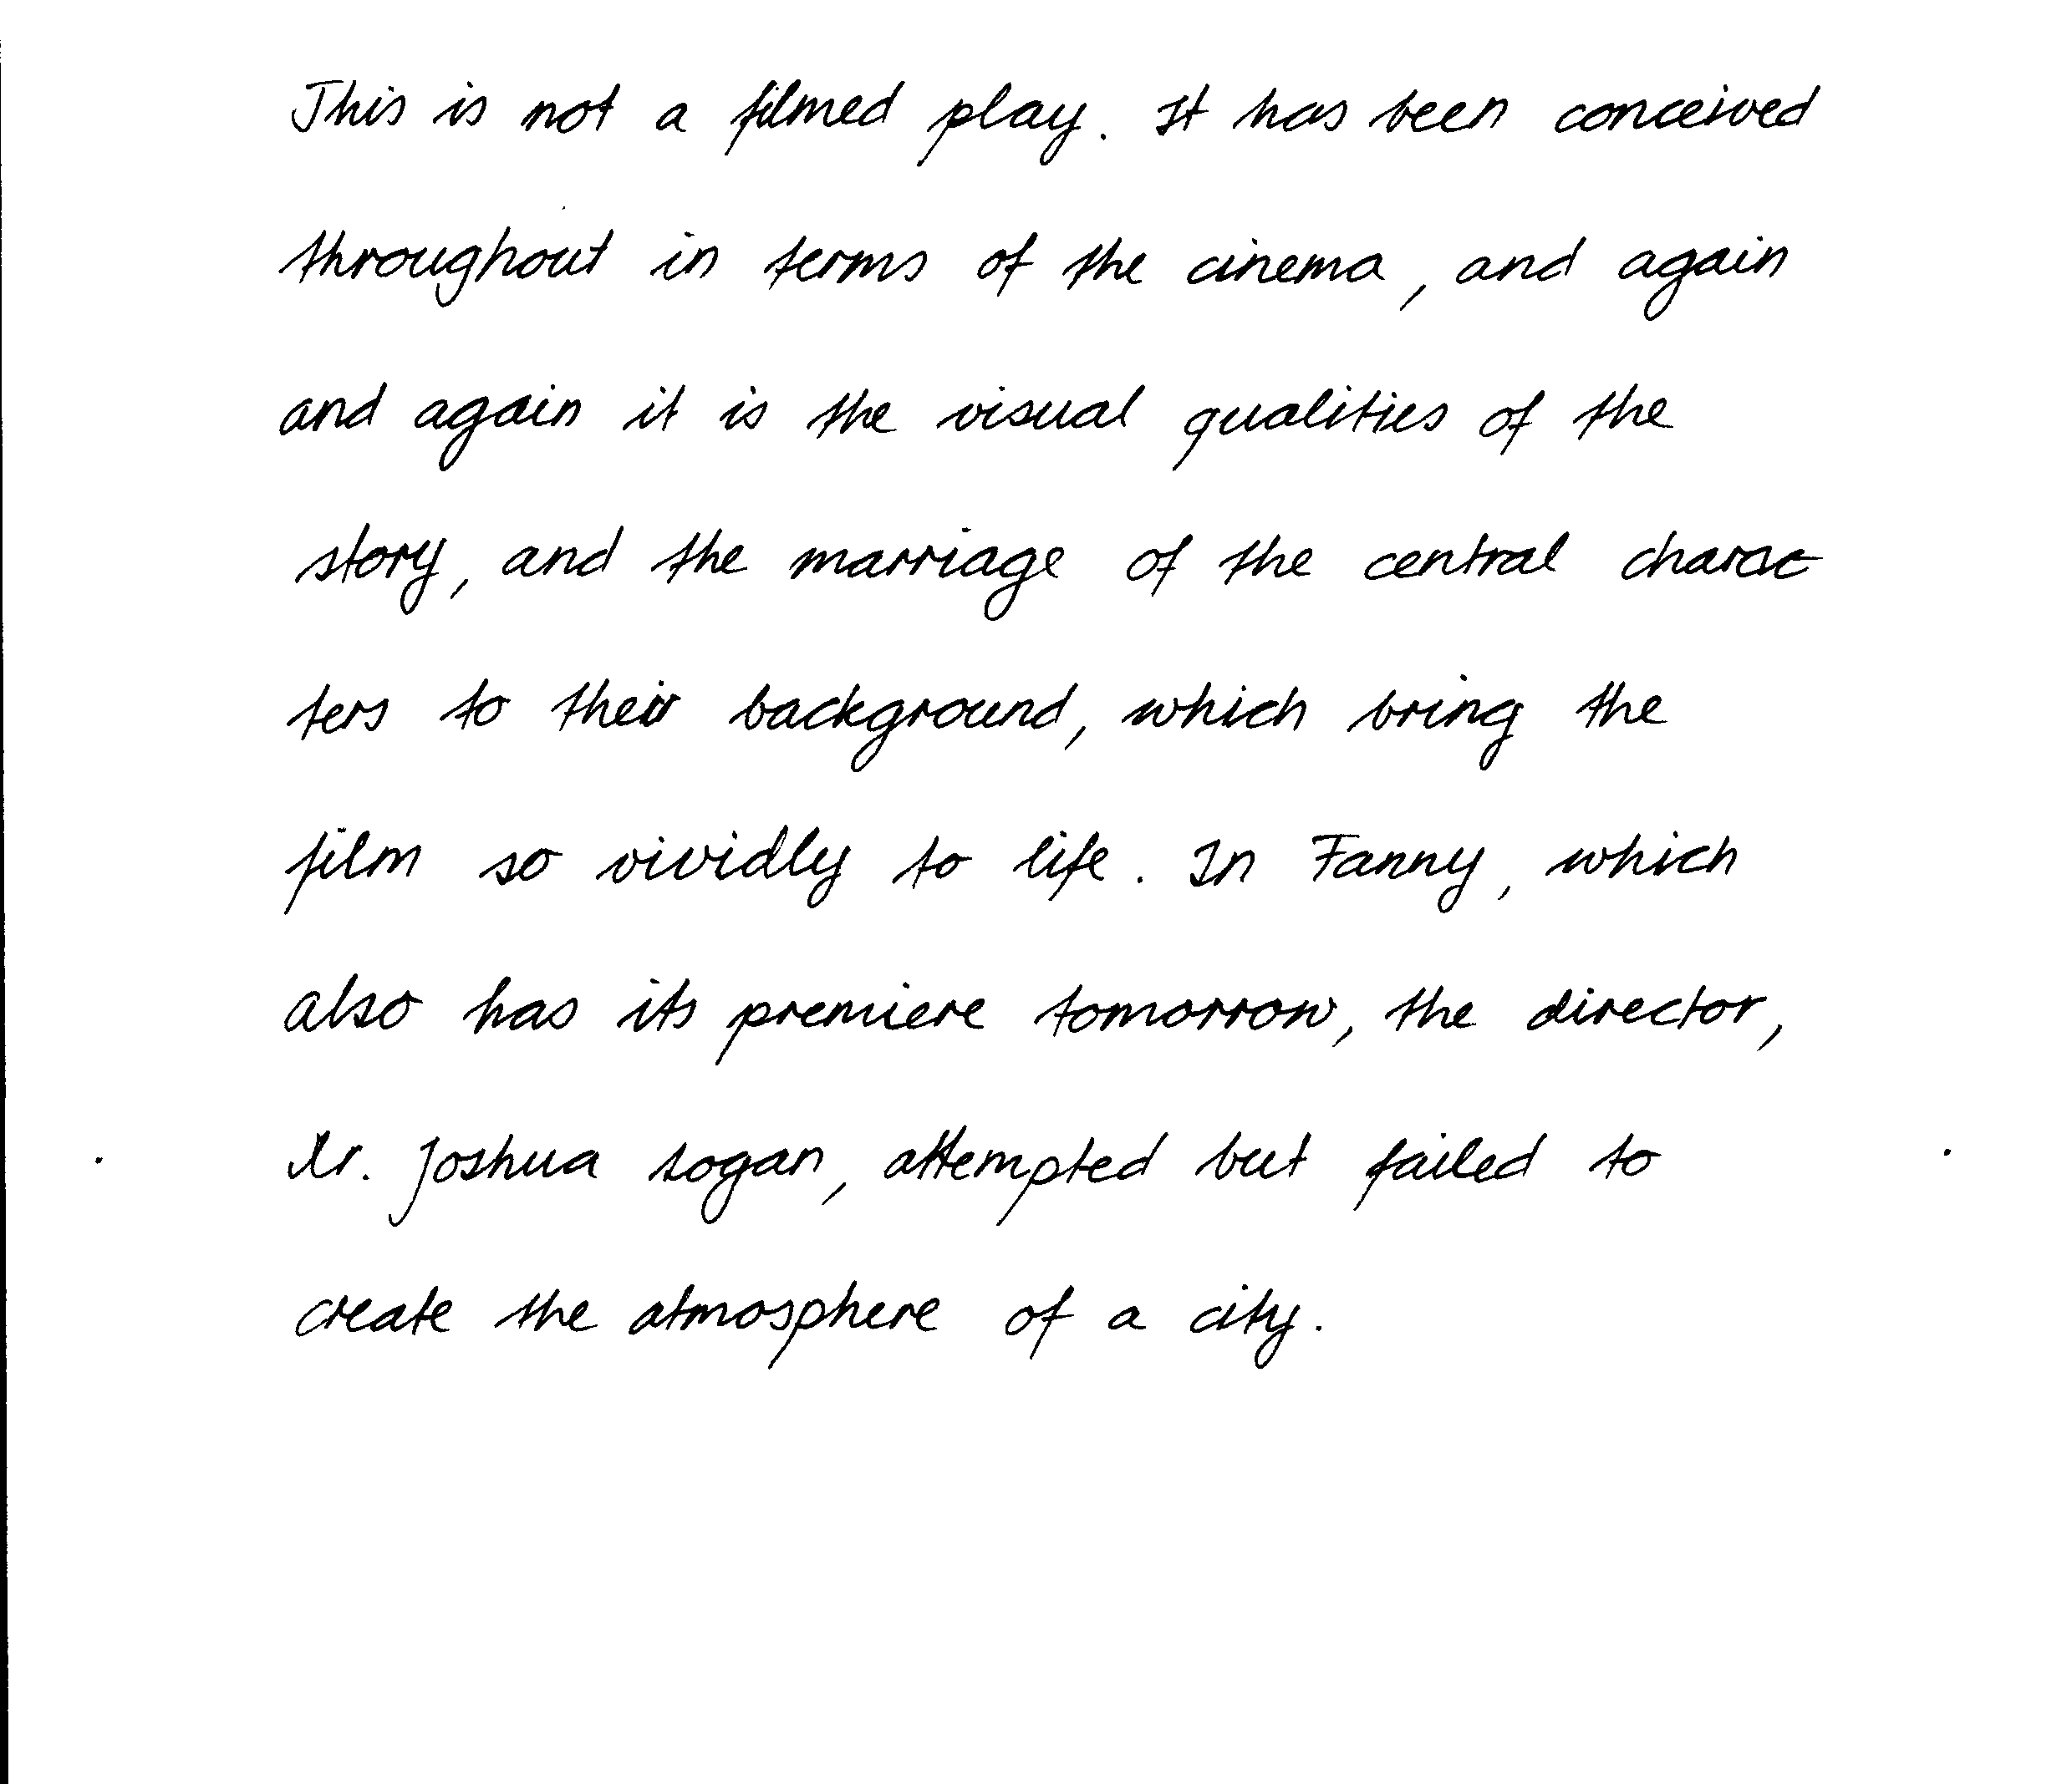 This is not a filmed play. It has been conceived
throughout in terms of the cinema, and again
and again it is the visual qualities of the
story, and the marriage of the central charac
ters to their background, which bring the
film so vividly to life. In Fanny, which
also has its premiere tomorrow, the director,
Mr. Joshua Logan, attempted but failed to
create the atmosphere of a city.